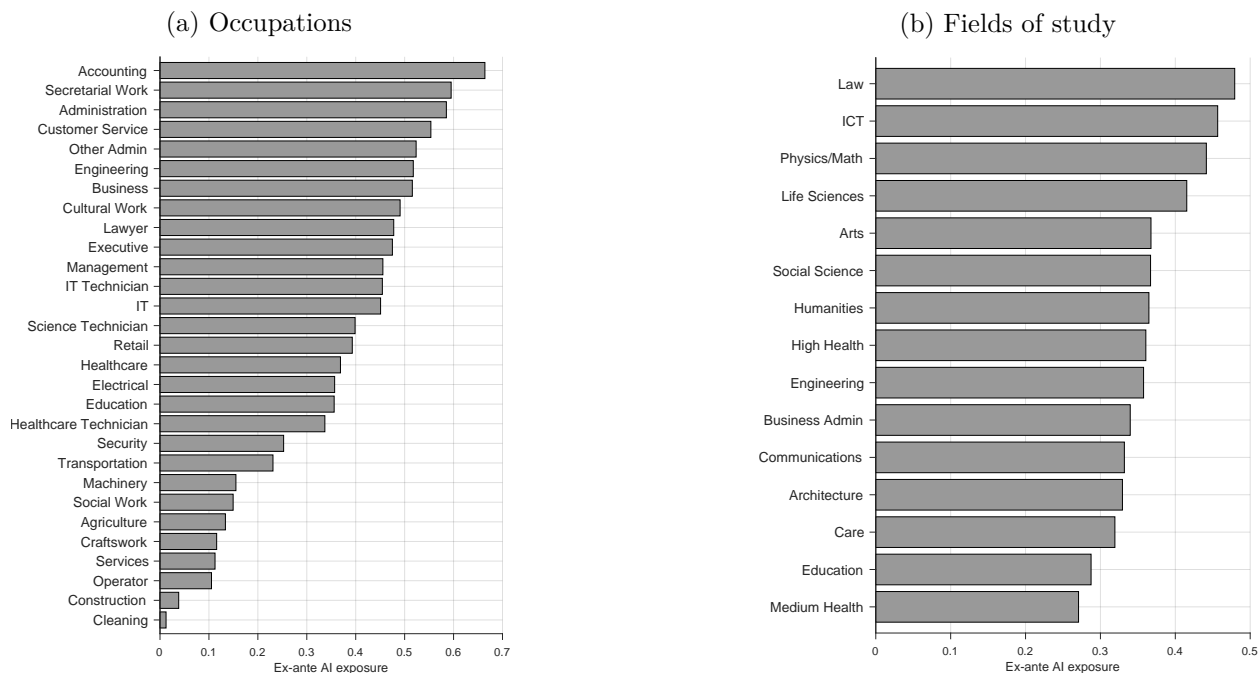 (a) Occupations
Accounting
Secretarial Work
Administration
Customer Service
Other Admin
Engineering
Business
Cultural Work
Lawyer
Executive
Management
IT Technician
IT
Science Technician
Retail
Healthcare
Electrical
Education
Healthcare Technician
Security
Transportation
Machinery
Social Work
Agriculture
Craftswork
Services
Operator
Construction
Cleaning
0 0.1 0.2 0.3 0.4 0.5 0.6 0.7
Ex-ante AI exposure
(b) Fields of study
Law
ICT
Physics/Math
Life Sciences
Arts
Social Science
Humanities
High Health
Engineering
Business Admin
Communications
Architecture
Care
Education
Medium Health
0 0.1 0.2 0.3 0.4 0.5
Ex-ante AI exposure